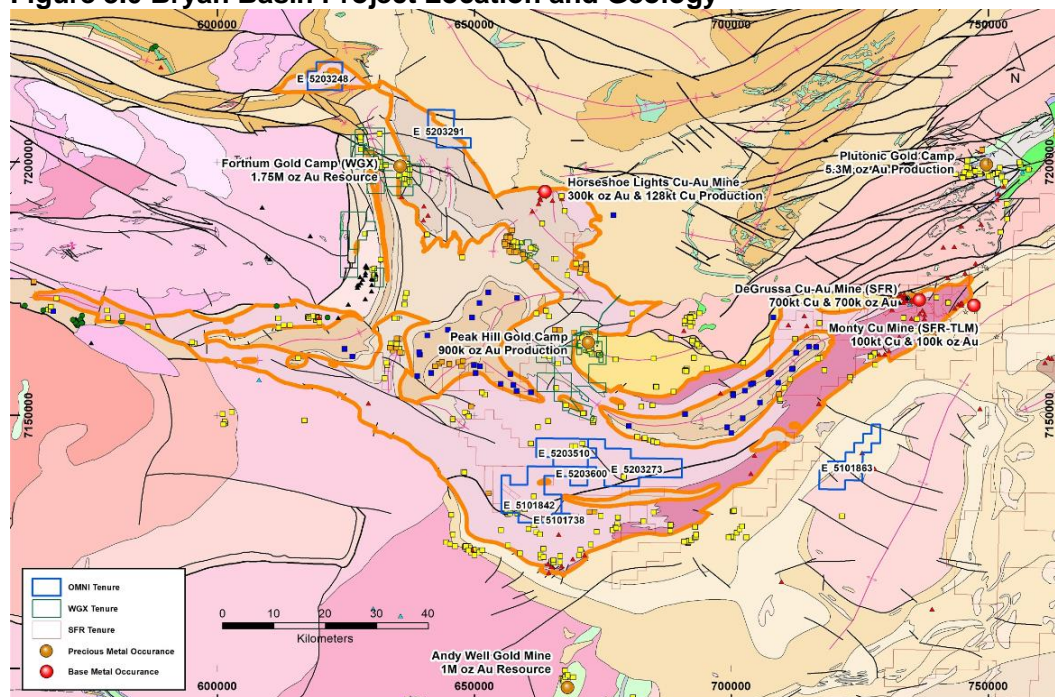 Figure 3.5 Bryah Basin Project Location and Geology
600000
650000
700000
750000
E 5203248
E 5203291
N
7200000
7200000
Fortnium Gold Camp (WGX)
1.75M oz Au Resource
Plutonic Gold Camp
5.3M oz Au Production
Horseshoe Lights Cu-Au Mine
300k oz Au & 128kt Cu Production
DeGrussa Cu-Au Mine (SFR)
700kt Cu & 700k oz Au
Monty Cu Mine (SFR-TLM)
100kt Cu & 100k oz Au
Peak Hill Gold Camp
900k oz Au Production
7150000
7150000
E 5203510
E 5203273
E 5203600
E 5101863
E 5101842
E 5101738
OMNI Tenure
WGX Tenure
SFR Tenure
Precious Metal Occurance
Base Metal Occurance
0 10 20 30 40
Kilometers
Andy Well Gold Mine
1M oz Au Resource
600000
650000
700000
750000